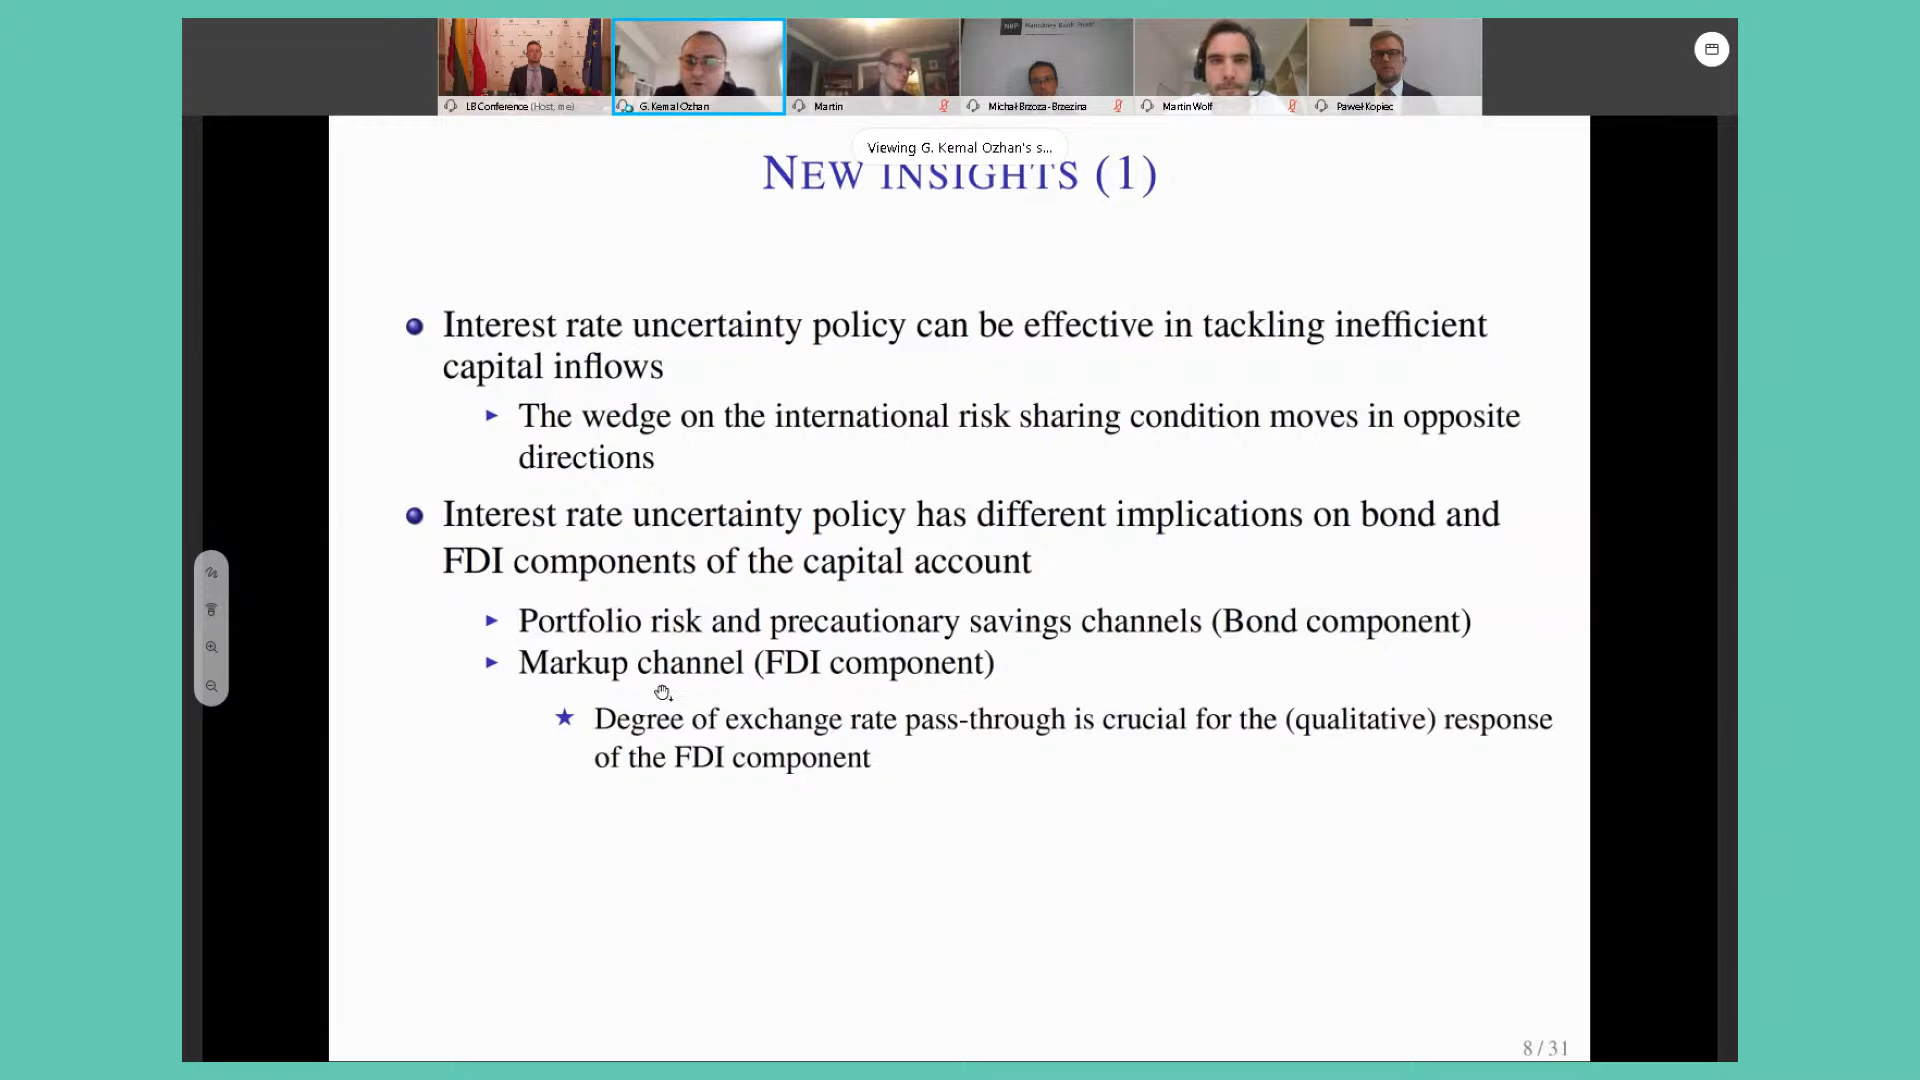 NBP Narodowy Bank Polski
LB Conference (Host, me)
G. Kemal Ozhan
Martin
Michał Brzoza-Brzezina
Martin Wolf
Paweł Kopiec
Viewing G. Kemal Ozhan's s...
NEW INSIGHTS (1)
Interest rate uncertainty policy can be effective in tackling inefficient
capital inflows
The wedge on the international risk sharing condition moves in opposite
directions
Interest rate uncertainty policy has different implications on bond and
FDI components of the capital account
Portfolio risk and precautionary savings channels (Bond component)
Markup channel (FDI component)
Degree of exchange rate pass-through is crucial for the (qualitative) response
of the FDI component
8 / 31